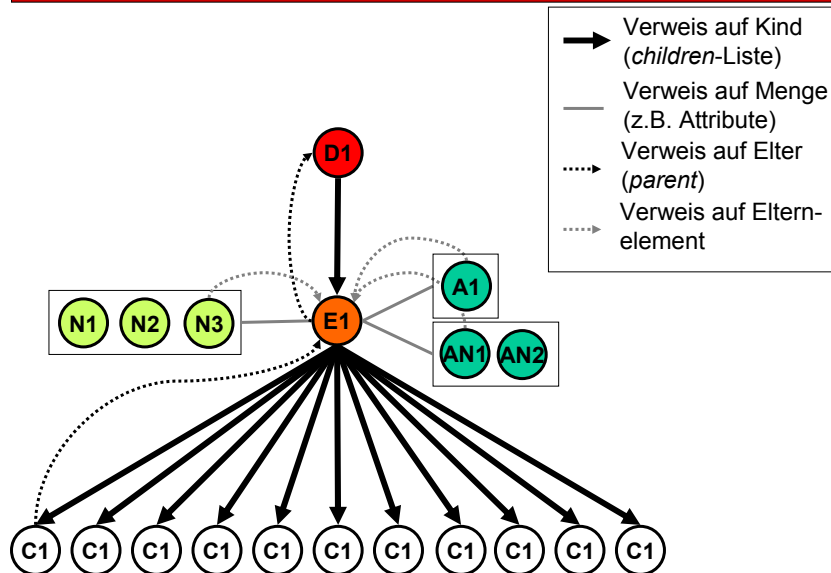 Verweis auf Kind
(children-Liste)
Verweis auf Menge
(z.B. Attribute)
Verweis auf Elter
(parent)
Verweis auf Eltern-
element
D1
A1
N1 N2 N3 E1
AN1 AN2
C1 C1 C1 C1 C1 C1 C1 C1 C1 C1 C1